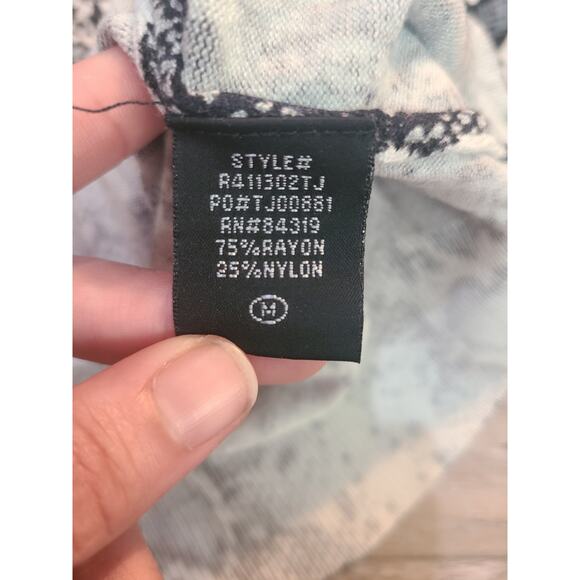 STYLE#
R411302TJ
PO#TJ00881
RN#84319
75%RAYON
25%NYLON
M